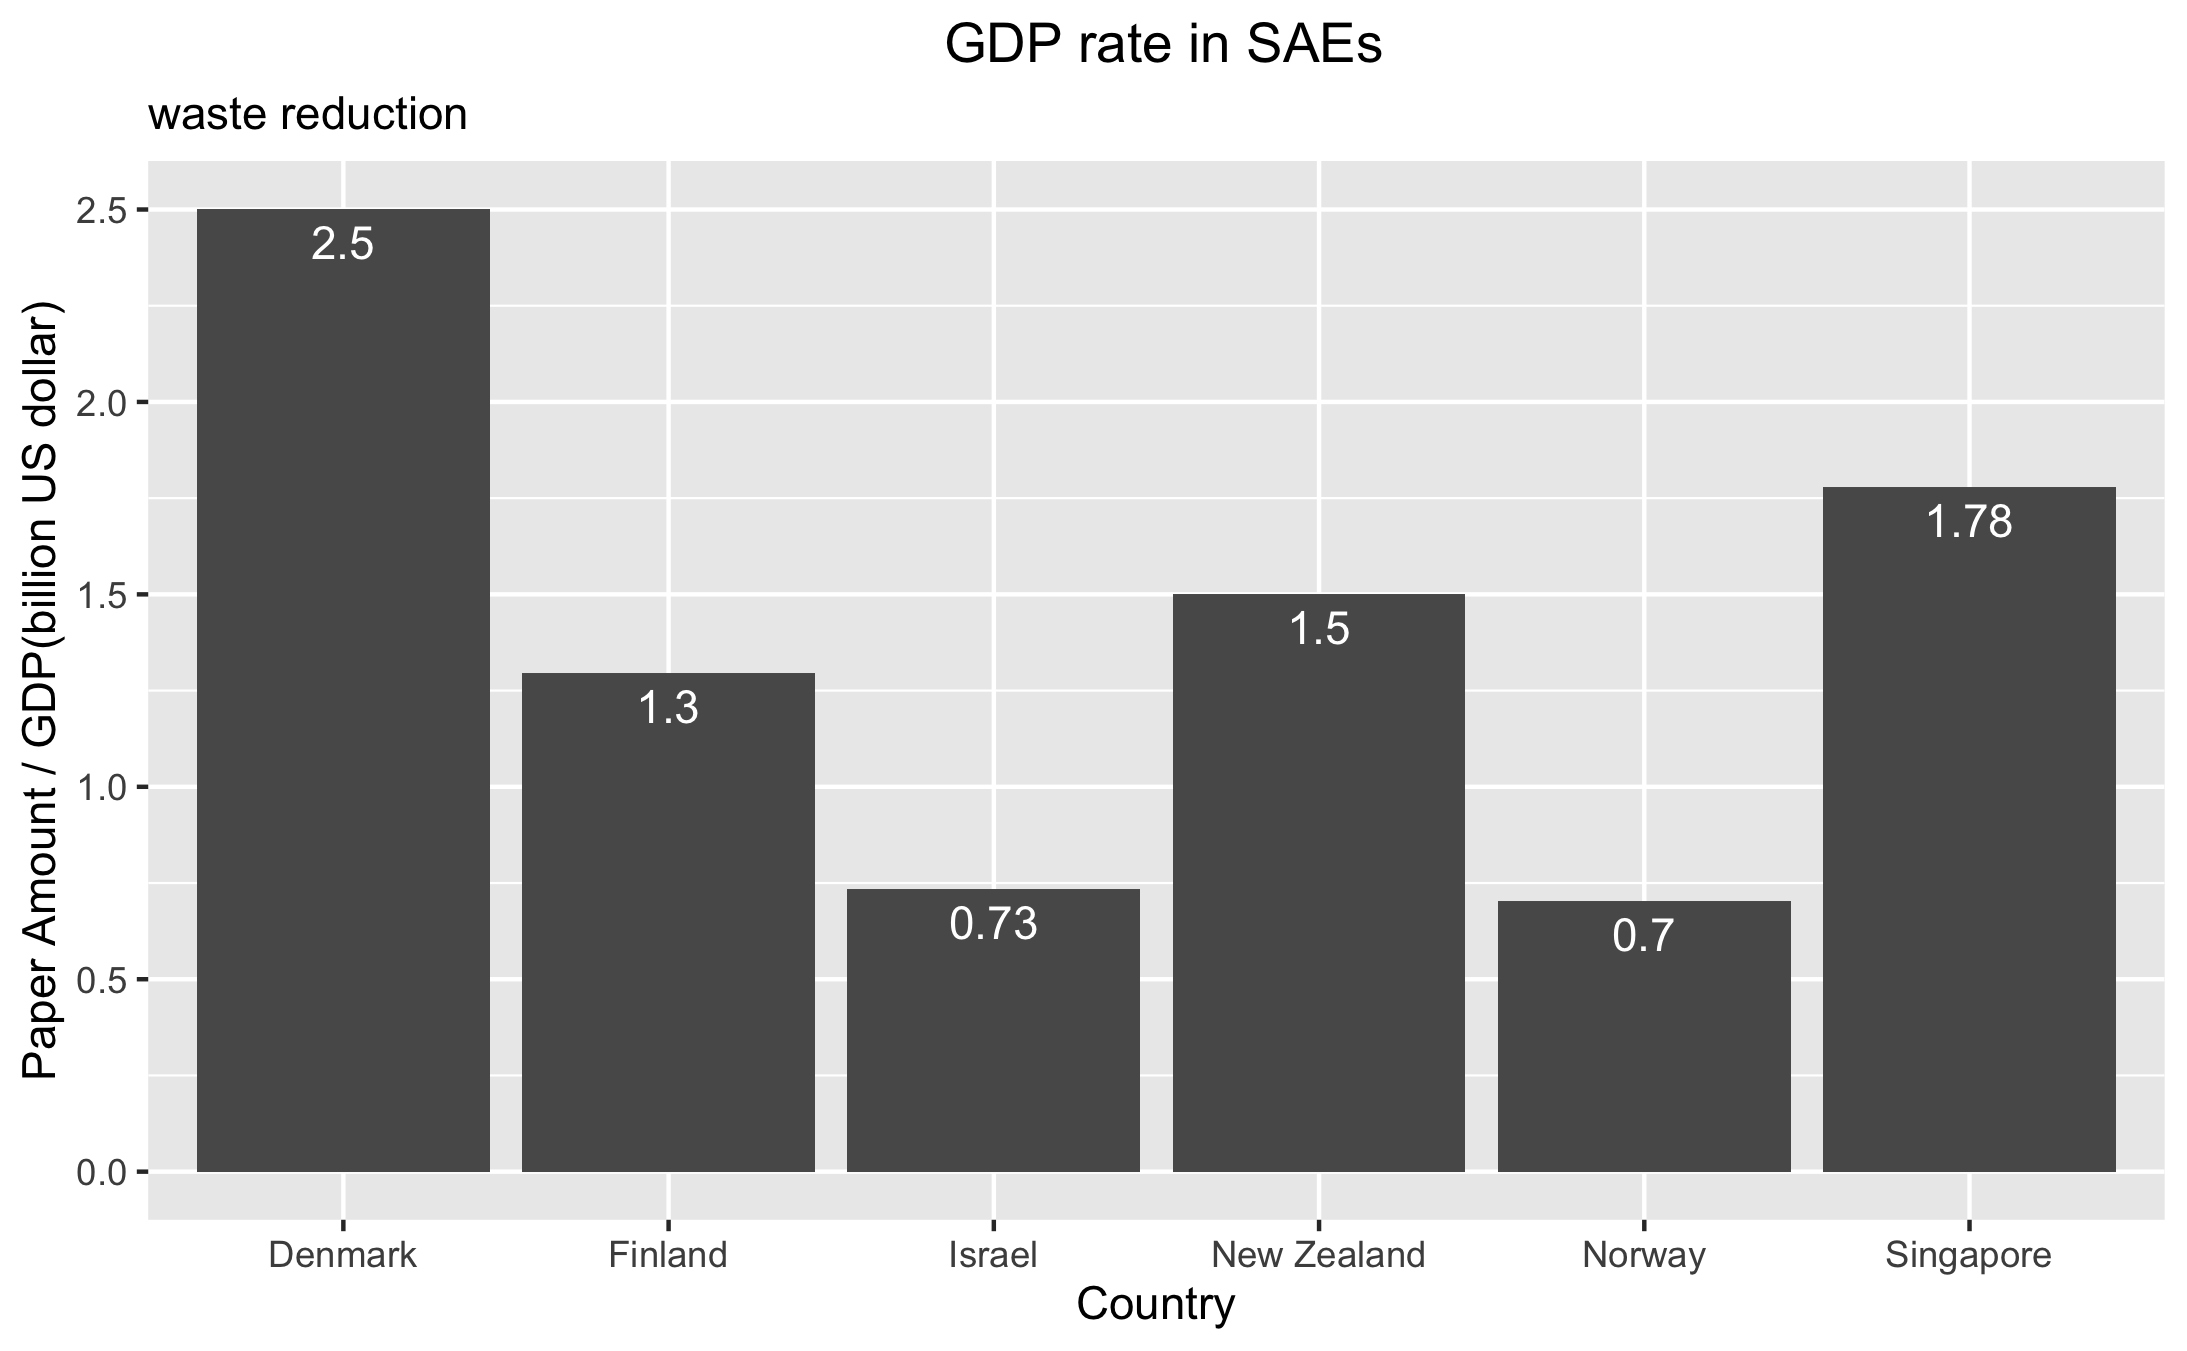 GDP rate in SAEs
waste reduction
Paper Amount / GDP(billion US dollar)
2.5
2.0
1.5
1.0
0.5
0.0
2.5
1.3
0.73
1.5
0.7
1.78
Denmark
Finland
Israel
New Zealand
Norway
Singapore
Country